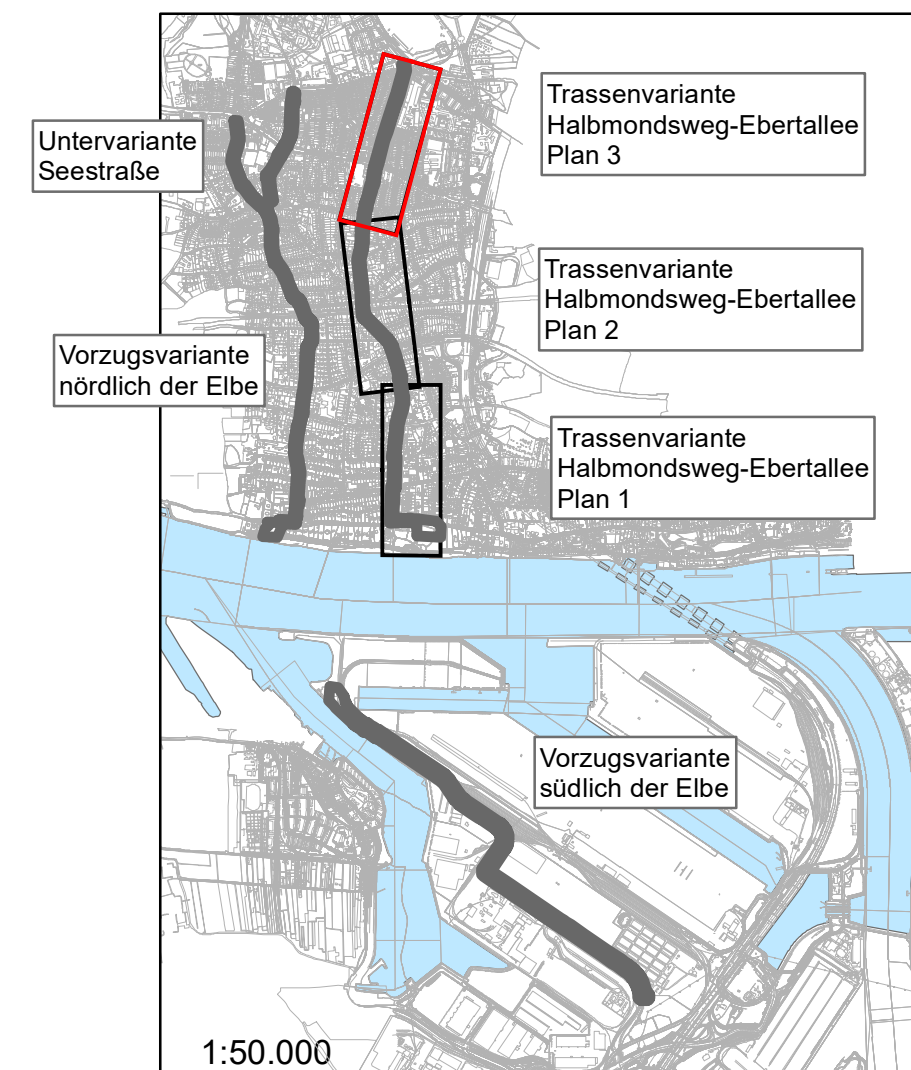 Trassenvariante
Halbmondsweg-Ebertallee
Plan 3
Untervariante
Seestraße
Trassenvariante
Halbmondsweg-Ebertallee
Plan 2
Vorzugsvariante
nördlich der Elbe
Trassenvariante
Halbmondsweg-Ebertallee
Plan 1
Vorzugsvariante
südlich der Elbe
1:50.000